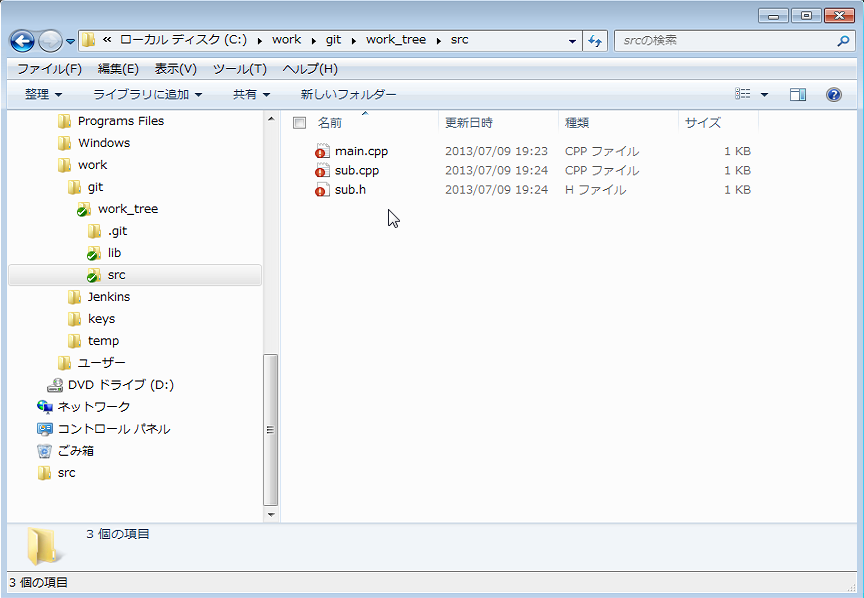 « ローカル ディスク (C:) ▸ work ▸ git ▸ work_tree ▸ src
srcの検索
ファイル(F) 編集(E) 表示(V) ツール(T) ヘルプ(H)
整理 ライブラリに追加 共有 新しいフォルダー
Programs Files
Windows
work
git
work_tree
.git
lib
src
Jenkins
keys
temp
ユーザー
DVD ドライブ (D:)
ネットワーク
コントロール パネル
ごみ箱
src
名前 更新日時 種類 サイズ
main.cpp 2013/07/09 19:23 CPP ファイル 1 KB
sub.cpp 2013/07/09 19:24 CPP ファイル 1 KB
sub.h 2013/07/09 19:24 H ファイル 1 KB
3 個の項目
3 個の項目